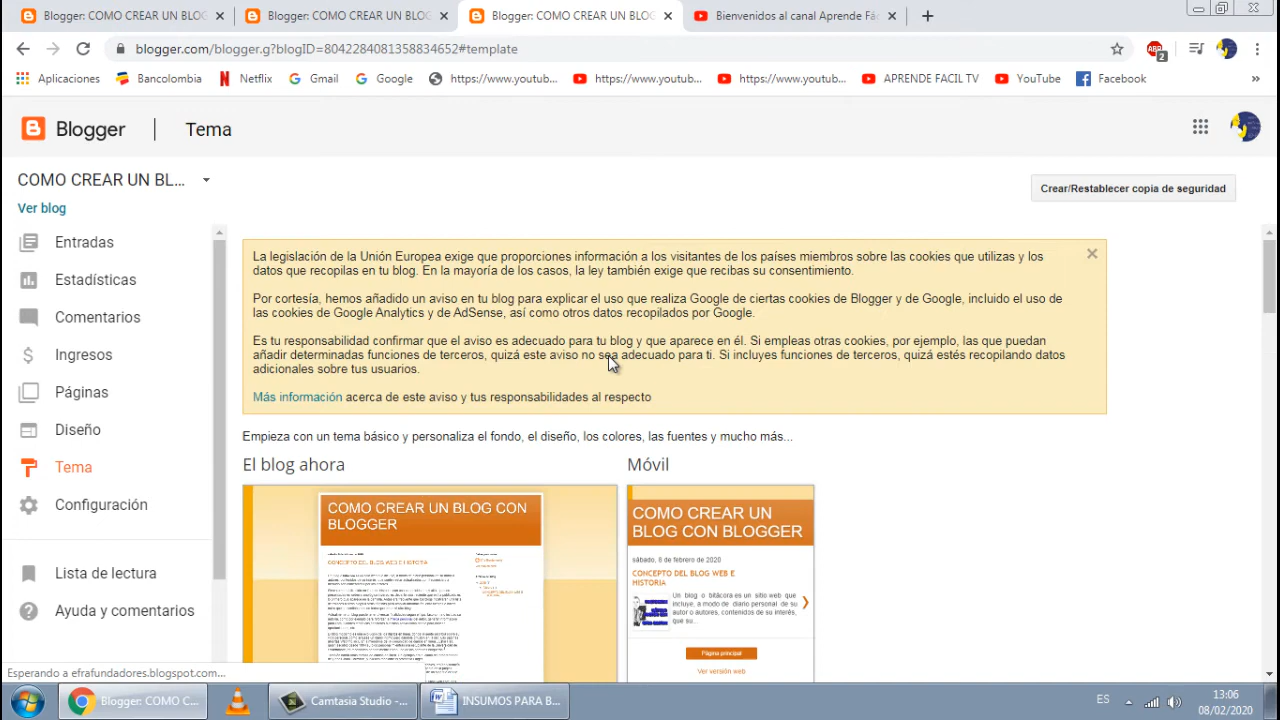 Blogger: COMO CREAR UN BLOG
Blogger: COMO CREAR UN BLOG
Blogger: COMO CREAR UN BLOG
Bienvenidos al canal Aprende Fác
blogger.com/blogger.g?blogID=8042284081358834652#template
ABP
2
Aplicaciones
Bancolombia
Netflix
Gmail
Google
https://www.youtub...
https://www.youtub...
https://www.youtub...
APRENDE FACIL TV
YouTube
Facebook
»
Blogger
Tema
COMO CREAR UN BL...
Crear/Restablecer copia de seguridad
Ver blog
Entradas
Estadísticas
Comentarios
Ingresos
Páginas
Diseño
Tema
Configuración
Lista de lectura
Ayuda y comentarios
La legislación de la Unión Europea exige que proporciones información a los visitantes de los países miembros sobre las cookies que utilizas y los
datos que recopilas en tu blog. En la mayoría de los casos, la ley también exige que recibas su consentimiento.
Por cortesía, hemos añadido un aviso en tu blog para explicar el uso que realiza Google de ciertas cookies de Blogger y de Google, incluido el uso de
las cookies de Google Analytics y de AdSense, así como otros datos recopilados por Google.
Es tu responsabilidad confirmar que el aviso es adecuado para tu blog y que aparece en él. Si empleas otras cookies, por ejemplo, las que puedan
añadir determinadas funciones de terceros, quizá este aviso no sea adecuado para ti. Si incluyes funciones de terceros, quizá estés recopilando datos
adicionales sobre tus usuarios.
Más información acerca de este aviso y tus responsabilidades al respecto
Empieza con un tema básico y personaliza el fondo, el diseño, los colores, las fuentes y mucho más...
El blog ahora
Móvil
COMO CREAR UN BLOG CON
BLOGGER
CONCEPTO DEL BLOG WEB E HISTORIA
COMO CREAR UN
BLOG CON BLOGGER
sábado, 8 de febrero de 2020
CONCEPTO DEL BLOG WEB E
HISTORIA
Un blog o bitácora es un sitio web que
incluye, a modo de diario personal de su
autor o autores, contenidos de su interés,
que su...
Página principal
Ver versión web
Esperando a efrafundadores.blogspot.com...
Blogger: COMO C...
Camtasia Studio -...
INSUMOS PARA B...
ES
13:06
08/02/2020